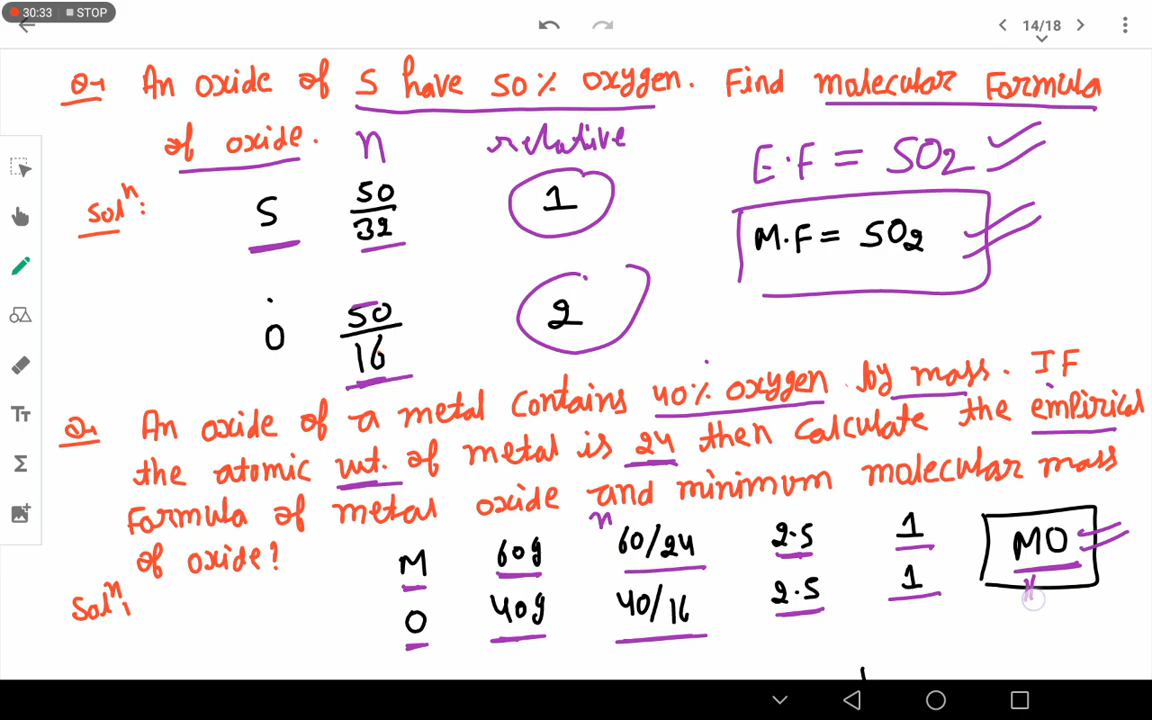 30:33 STOP
14/18
Q→ An oxide of S have 50% oxygen. Find molecular Formula
of oxide. n relative
E.F = SO2
Solⁿ: S 50/32 1
M.F = SO2
O 50/16 2
Q→ An oxide of a metal contains 40% oxygen by mass. IF
the atomic wt. of metal is 24 then calculate the empirical
Formula of metal oxide and minimum molecular mass
of oxide?
n
M 60g 60/24 2.5 1 MO
Solⁿ: O 40g 40/16 2.5 1
Tт
Σ